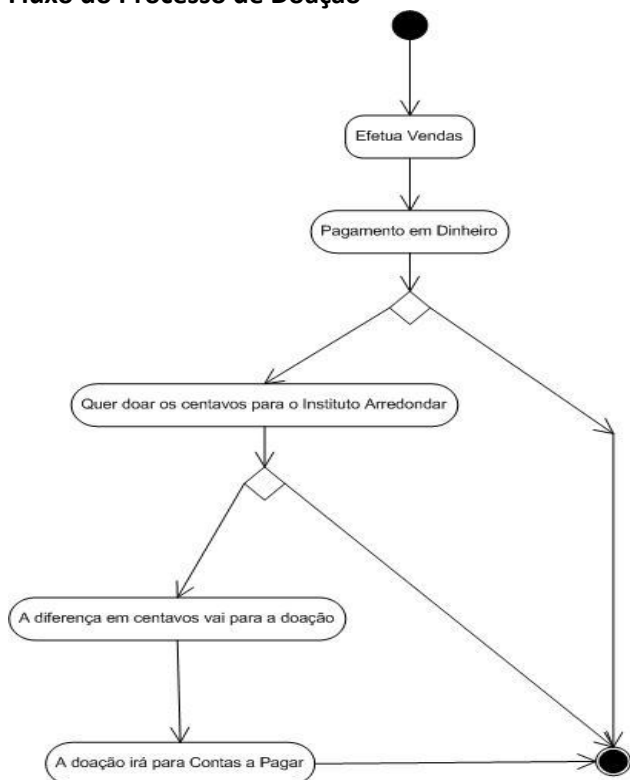 Fluxo do Processo de Doação
Efetua Vendas
Pagamento em Dinheiro
Quer doar os centavos para o Instituto Arredondar
A diferença em centavos vai para a doação
A doação irá para Contas a Pagar